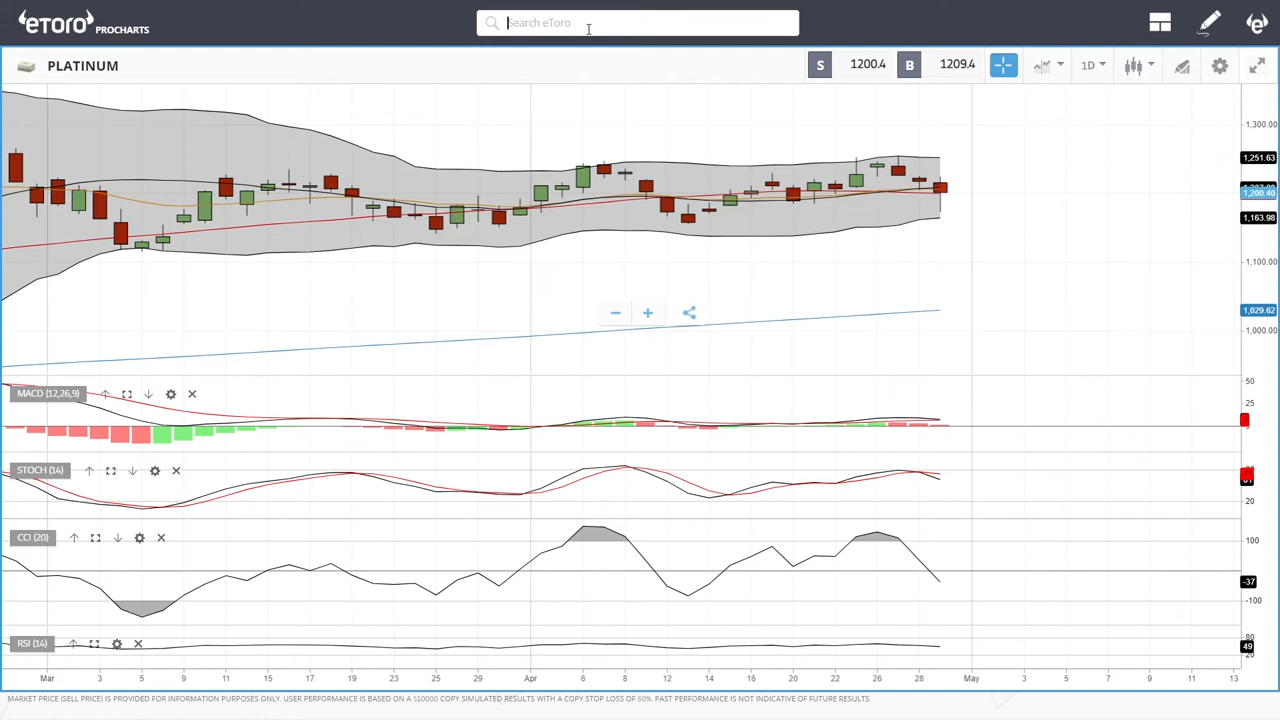 eToro PROCHARTS
Search eToro
PLATINUM
S 1200.4 B 1209.4
1D
1,300.00
1,251.63
1,200.40
1,163.98
1,100.00
1,029.62
1,000.00
MACD (12,26,9)
50
25
STOCH (14)
20
CCI (20)
100
-37
-100
RSI (14)
80
49
20
Mar 3 5 9 11 15 17 19 23 25 29 Apr 6 8 12 14 16 20 22 26 28 May 3 5 7 9 11 13
MARKET PRICE (SELL PRICE) IS PROVIDED FOR INFORMATION PURPOSES ONLY. USER PERFORMANCE IS BASED ON A $10000 COPY SIMULATED RESULTS WITH A COPY STOP LOSS OF 60%. PAST PERFORMANCE IS NOT INDICATIVE OF FUTURE RESULTS.